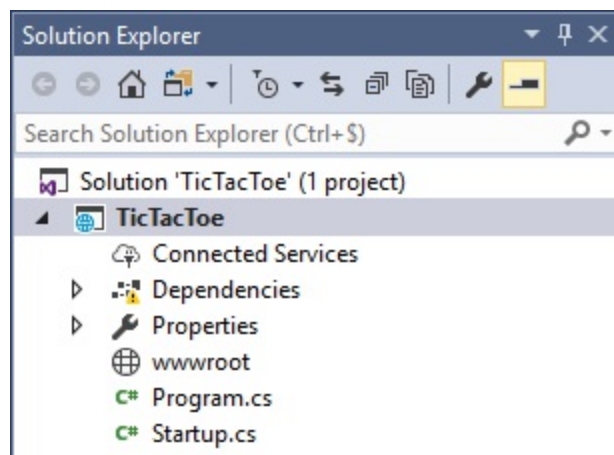 Solution Explorer
Search Solution Explorer (Ctrl+$)
Solution 'TicTacToe' (1 project)
TicTacToe
Connected Services
Dependencies
Properties
wwwroot
C# Program.cs
C# Startup.cs